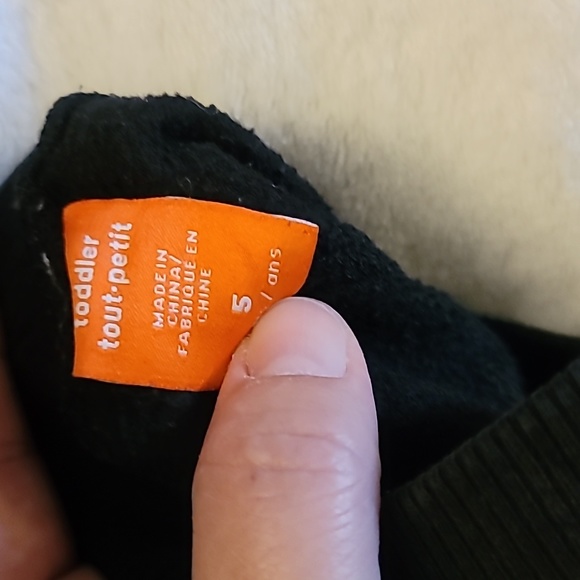 toddler
tout•petit
MADE IN
CHINA/
FABRIQUÉ EN
CHINE
5
/ ans